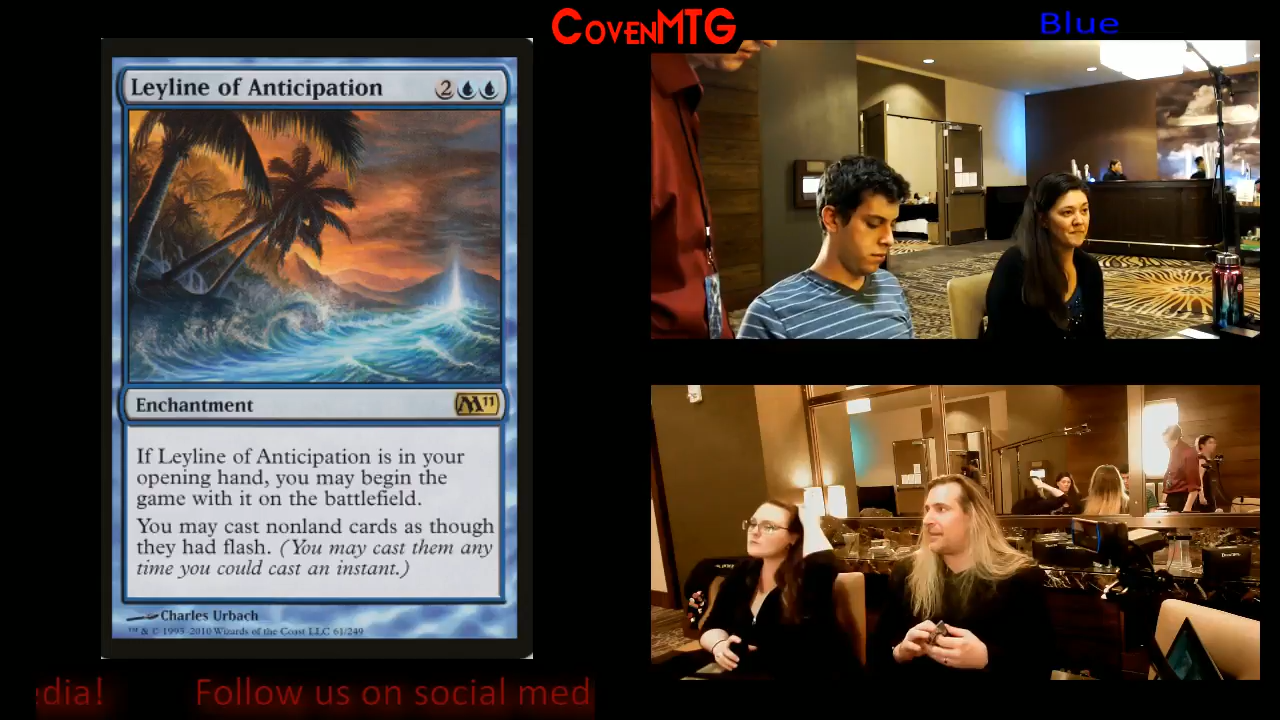 CovenMTG
Blue
Leyline of Anticipation 2
Enchantment M11
If Leyline of Anticipation is in your
opening hand, you may begin the
game with it on the battlefield.
You may cast nonland cards as though
they had flash. (You may cast them any
time you could cast an instant.)
Charles Urbach
™ & © 1993–2010 Wizards of the Coast LLC 61/249
edia! Follow us on social med